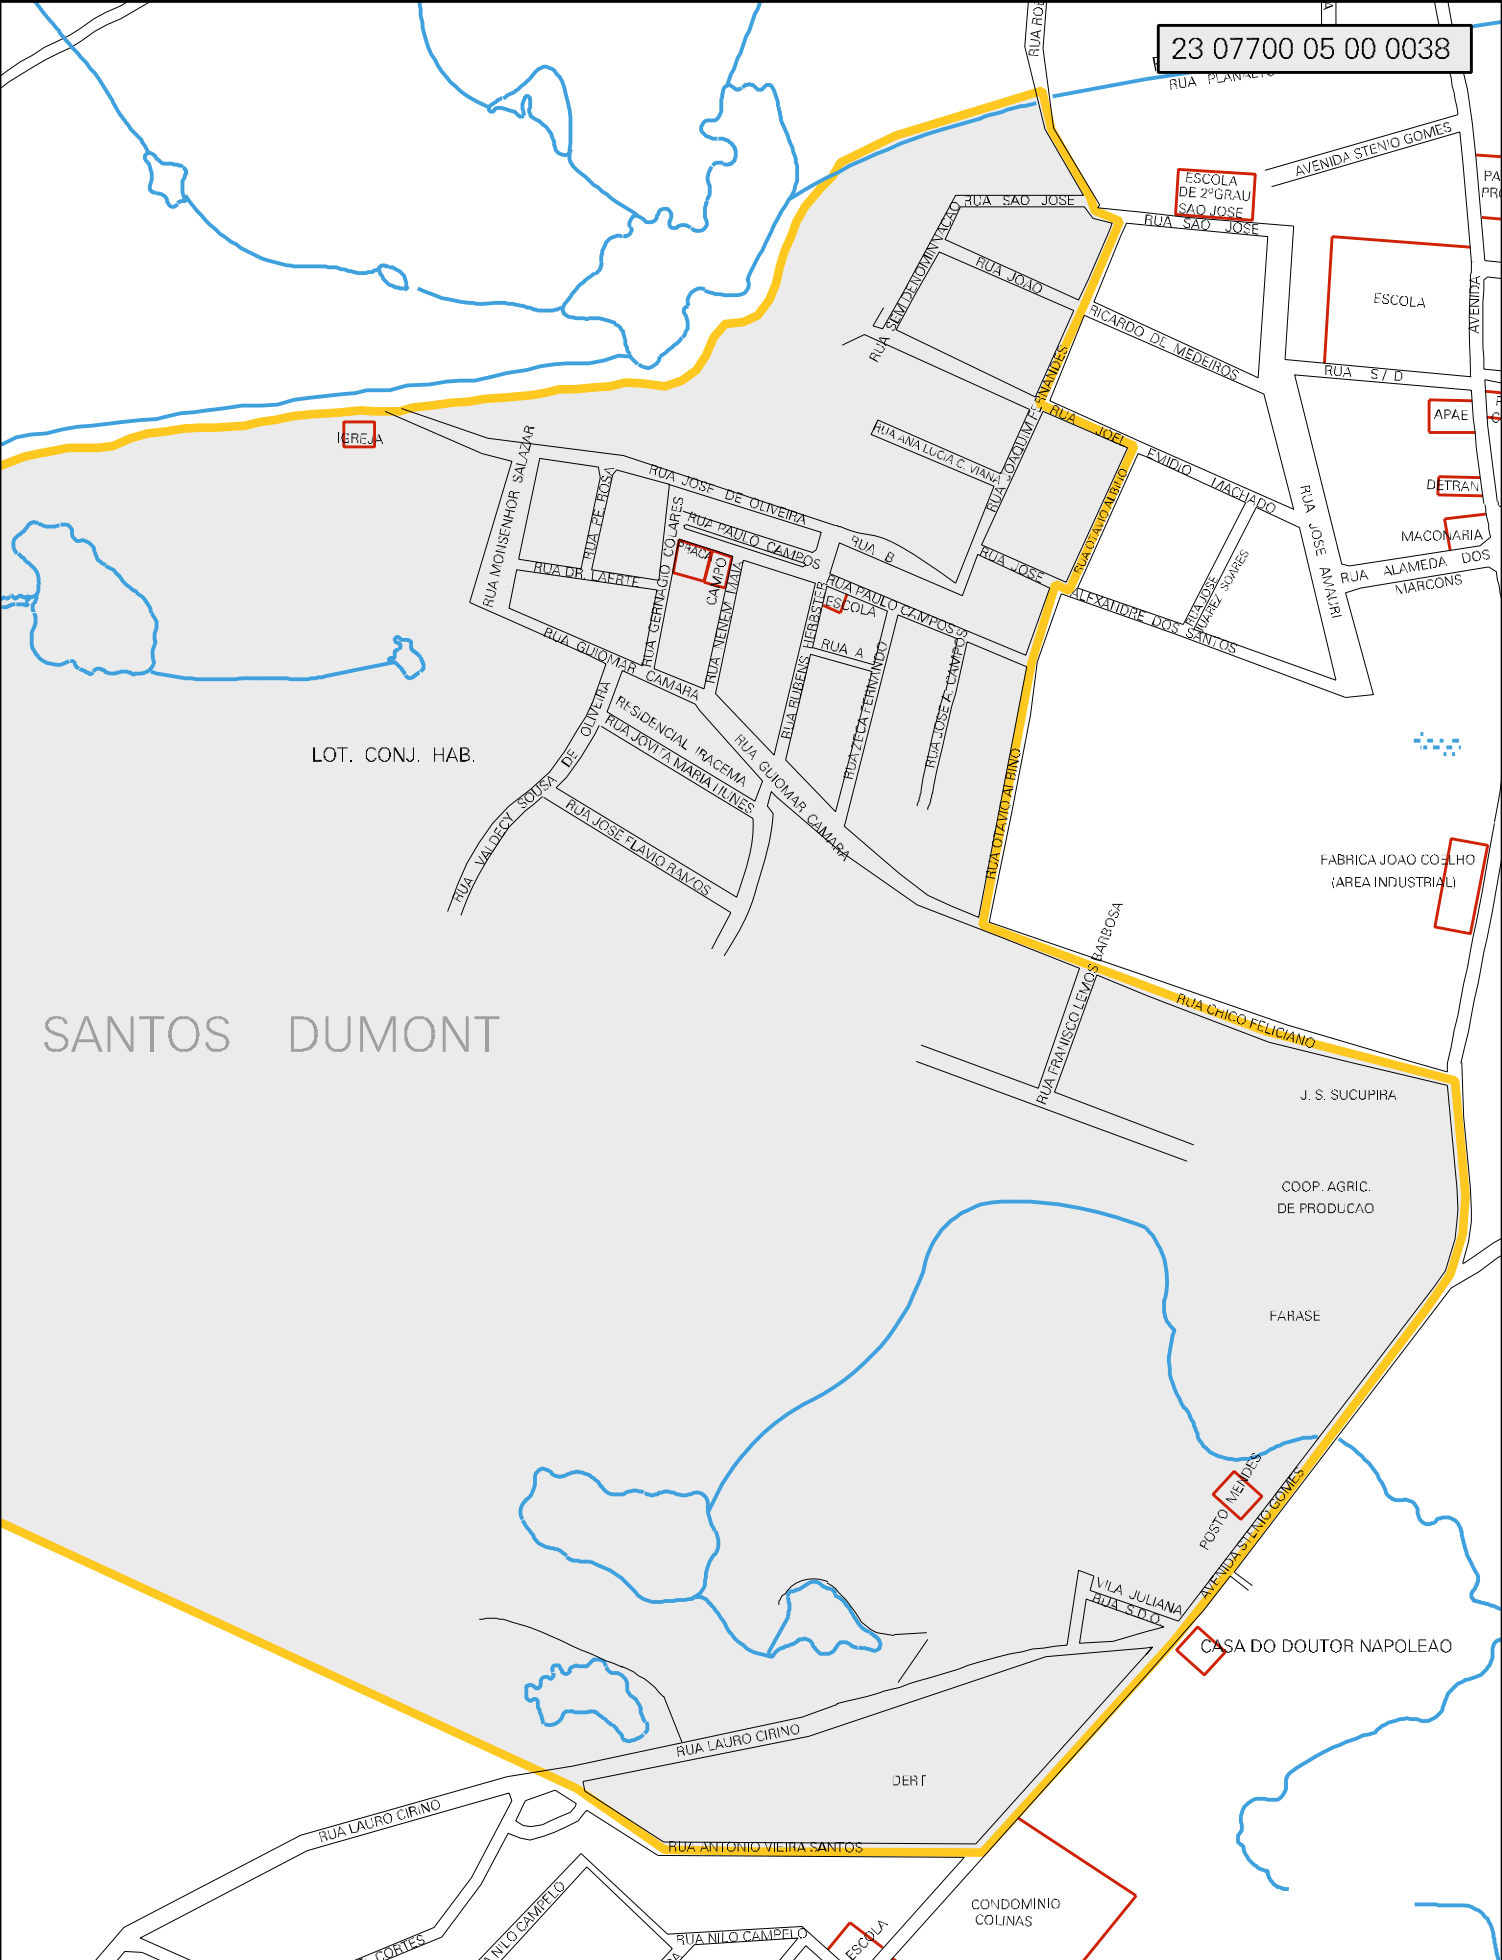 23 07700 05 00 0038
RUA PLANALTO
AVENIDA STENIO GOMES
ESCOLA
DE 2ºGRAU
SAO JOSE
RUA SAO JOSE
RUA SAO JOSE
RUA SEM DENOMINVACAO
RUA JOAO
RICARDO DE MEDEIROS
ESCOLA
AVENIDA
RUA S/D
APAE
DETRAN
MACONARIA
RUA ALAMEDA DOS
MARCONS
RUA JOAQUIM FERNANDES
RUA JOEL
EMIDIO MACHADO
RUA JOSE AMAURI
RUA ANA LUCIA C. VIANA
RUA OTAVIO ALBINO
IGREJA
RUA MONSENHOR SALAZAR
RUA PE. ROSA
RUA JOSE DE OLIVEIRA
RUA GERNAGIO COLARES
RUA PAULO CAMPOS
RUA B
RUA JOSE
ALEXANDRE DOS SANTOS
RUA JOSE
JUAREZ SOARES
PRACA
CAMPO
RUA DR. LAERTE
RUA NENEM MAIA
RUA RUBENS HERBSTER
ESCOLA
RUA PAULO CAMPOS
RUA A
RUA ZECA FERNANDO
RUA JOSE A. CAMPOS
RUA GUIOMAR CAMARA
RESIDENCIAL IRACEMA
RUA JOVITA MARIA NUNES
RUA GUIOMAR CAMARA
RUA VALDECY SOUSA DE OLIVEIRA
RUA JOSE FLAVIO RAMOS
LOT. CONJ. HAB.
RUA OTAVIO ALBINO
FABRICA JOAO COELHO
(AREA INDUSTRIAL)
RUA FRANISCO LEMOS BARBOSA
RUA CHICO FELICIANO
SANTOS DUMONT
J. S. SUCUPIRA
COOP. AGRIC.
DE PRODUCAO
FARASE
POSTO MENDES
AVENIDA STENIO GOMES
VILA JULIANA
RUA S.D.O
CASA DO DOUTOR NAPOLEAO
RUA LAURO CIRINO
DERT
RUA LAURO CIRINO
RUA ANTONIO VIEIRA SANTOS
CONDOMINIO
COLINAS
ESCOLA
RUA NILO CAMPELO
NILO CAMPELO
CORTES